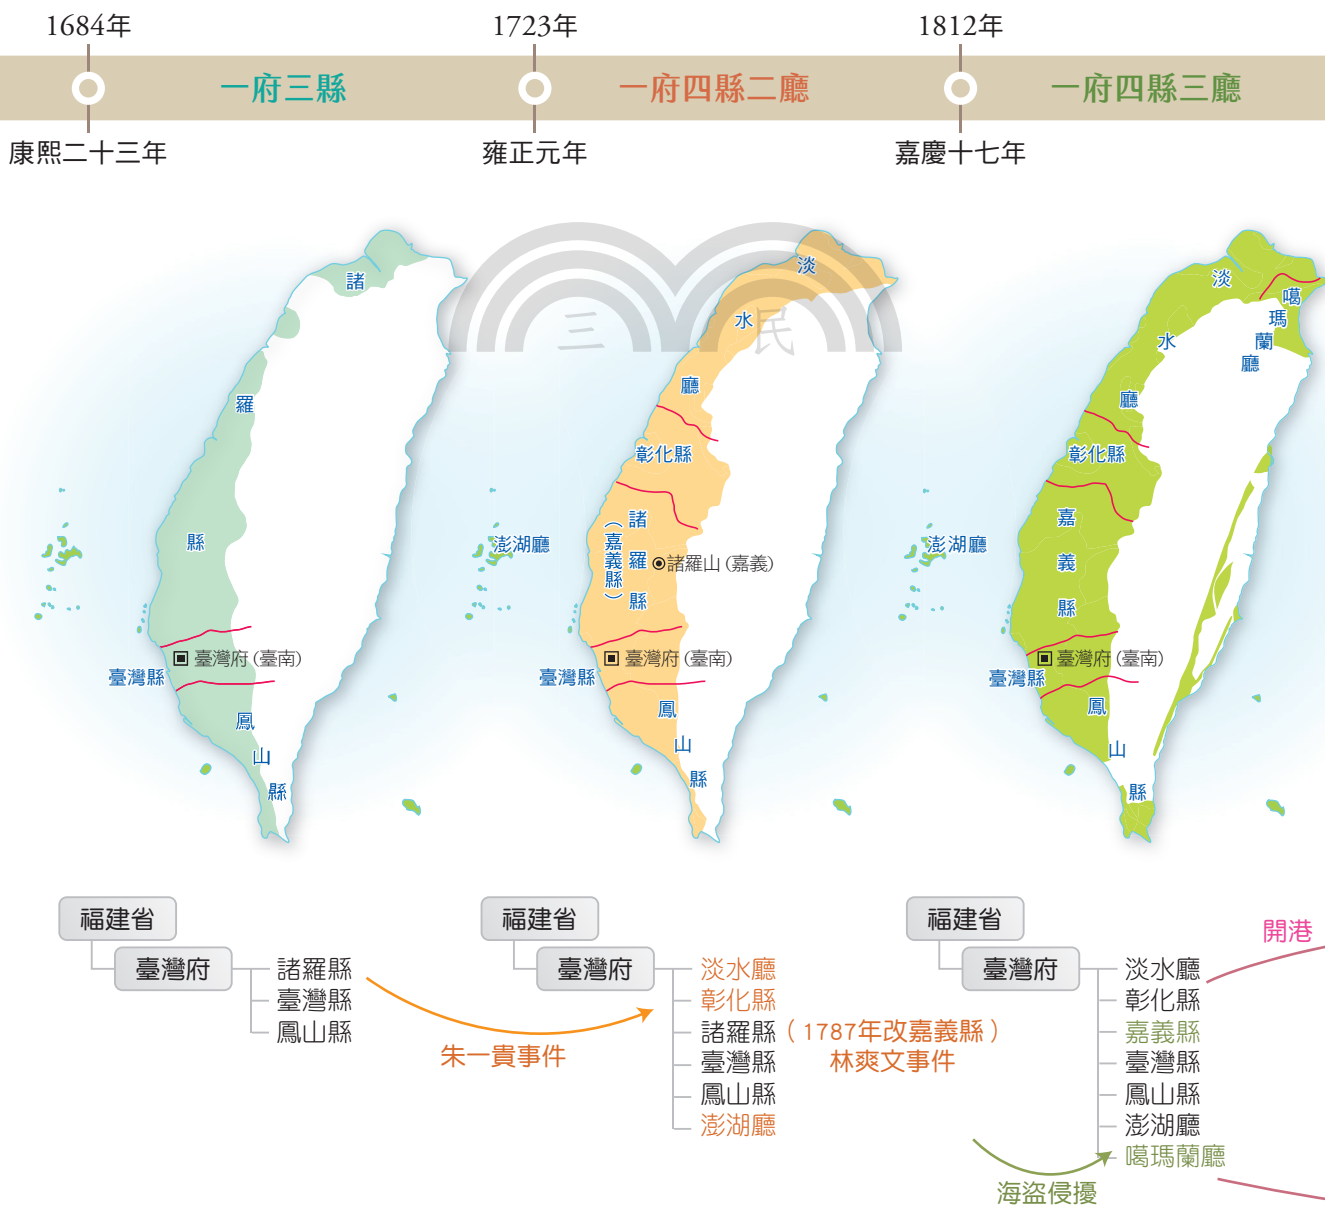 1684年
1723年
1812年
一府三縣
一府四縣二廳
一府四縣三廳
康熙二十三年
雍正元年
嘉慶十七年
諸
羅
縣
臺灣府(臺南)
臺灣縣
鳳
山
縣
三民
淡
水
廳
彰化縣
諸
羅
縣
(嘉義縣)
諸羅山(嘉義)
澎湖廳
臺灣府(臺南)
臺灣縣
鳳
山
縣
淡
水
廳
噶
瑪
蘭
廳
彰化縣
嘉
義
縣
澎湖廳
臺灣府(臺南)
臺灣縣
鳳
山
縣
福建省
臺灣府
諸羅縣
臺灣縣
鳳山縣
朱一貴事件
福建省
臺灣府
淡水廳
彰化縣
諸羅縣(1787年改嘉義縣)
林爽文事件
臺灣縣
鳳山縣
澎湖廳
海盜侵擾
福建省
臺灣府
淡水廳
彰化縣
嘉義縣
臺灣縣
鳳山縣
澎湖廳
噶瑪蘭廳
開港